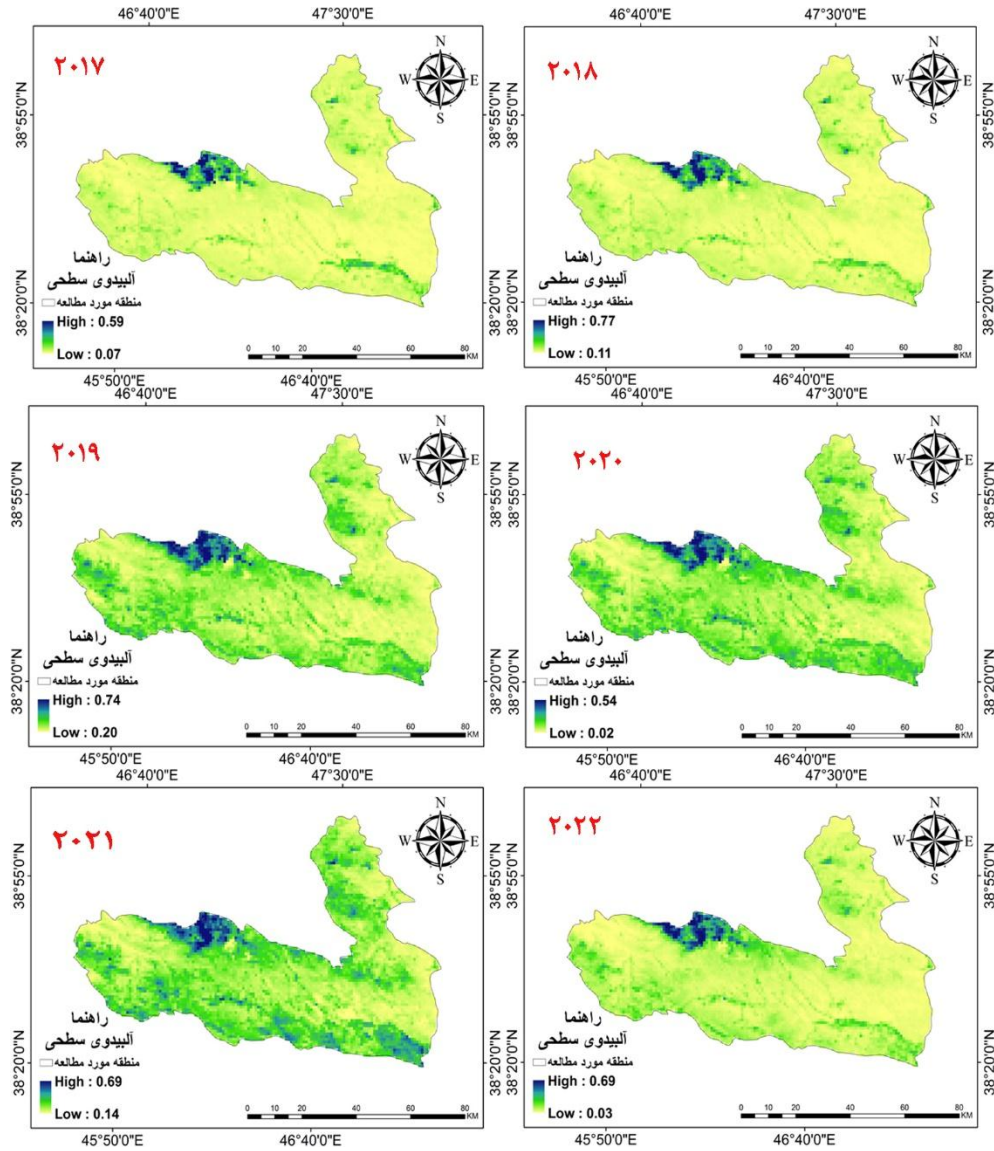 46°40'0"E 47°30'0"E
۲۰۱۷
N
W E
S
38°55'0"N
38°20'0"N
راهنما
آلبیدوی سطحی
منطقه مورد مطالعه
High : 0.59
Low : 0.07
0 10 20 40 60 80
KM
45°50'0"E 46°40'0"E
46°40'0"E 47°30'0"E
۲۰۱۸
N
W E
S
38°55'0"N 38°55'0"N
38°20'0"N 38°20'0"N
راهنما
آلبیدوی سطحی
منطقه مورد مطالعه
High : 0.77
Low : 0.11
0 10 20 40 60 80
KM
45°50'0"E 46°40'0"E
46°40'0"E 47°30'0"E
۲۰۱۹
N
W E
S
38°55'0"N
38°20'0"N
راهنما
آلبیدوی سطحی
منطقه مورد مطالعه
High : 0.74
Low : 0.20
0 10 20 40 60 80
KM
45°50'0"E 46°40'0"E
46°40'0"E 47°30'0"E
۲۰۲۰
N
W E
S
38°55'0"N 38°55'0"N
38°20'0"N 38°20'0"N
راهنما
آلبیدوی سطحی
منطقه مورد مطالعه
High : 0.54
Low : 0.02
0 10 20 40 60 80
KM
45°50'0"E 46°40'0"E
46°40'0"E 47°30'0"E
۲۰۲۱
N
W E
S
38°55'0"N
38°20'0"N
راهنما
آلبیدوی سطحی
منطقه مورد مطالعه
High : 0.69
Low : 0.14
0 10 20 40 60 80
KM
45°50'0"E 46°40'0"E
46°40'0"E 47°30'0"E
۲۰۲۲
N
W E
S
38°55'0"N 38°55'0"N
38°20'0"N 38°20'0"N
راهنما
آلبیدوی سطحی
منطقه مورد مطالعه
High : 0.69
Low : 0.03
0 10 20 40 60 80
KM
45°50'0"E 46°40'0"E